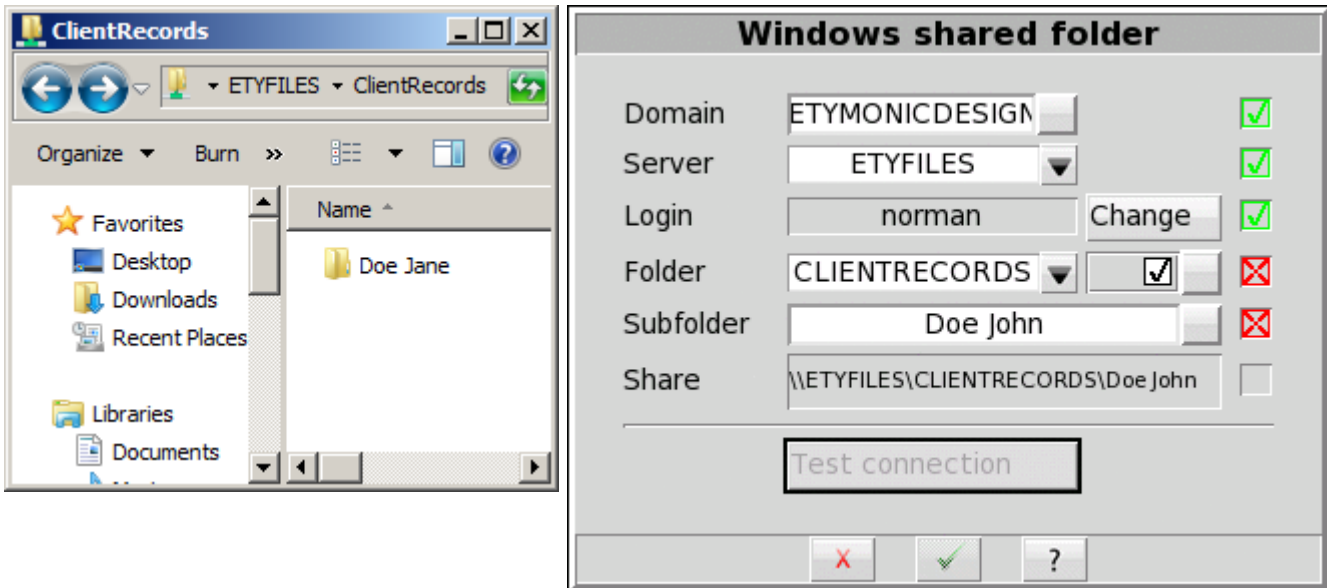 ClientRecords
ETYFILES ClientRecords
Organize Burn »
Favorites
Desktop
Downloads
Recent Places
Libraries
Documents
Name
Doe Jane
Windows shared folder
Domain ETYMONICDESIGN
Server ETYFILES
Login norman Change
Folder CLIENTRECORDS
Subfolder Doe John
Share \\ETYFILES\CLIENTRECORDS\Doe John
Test connection
X ?